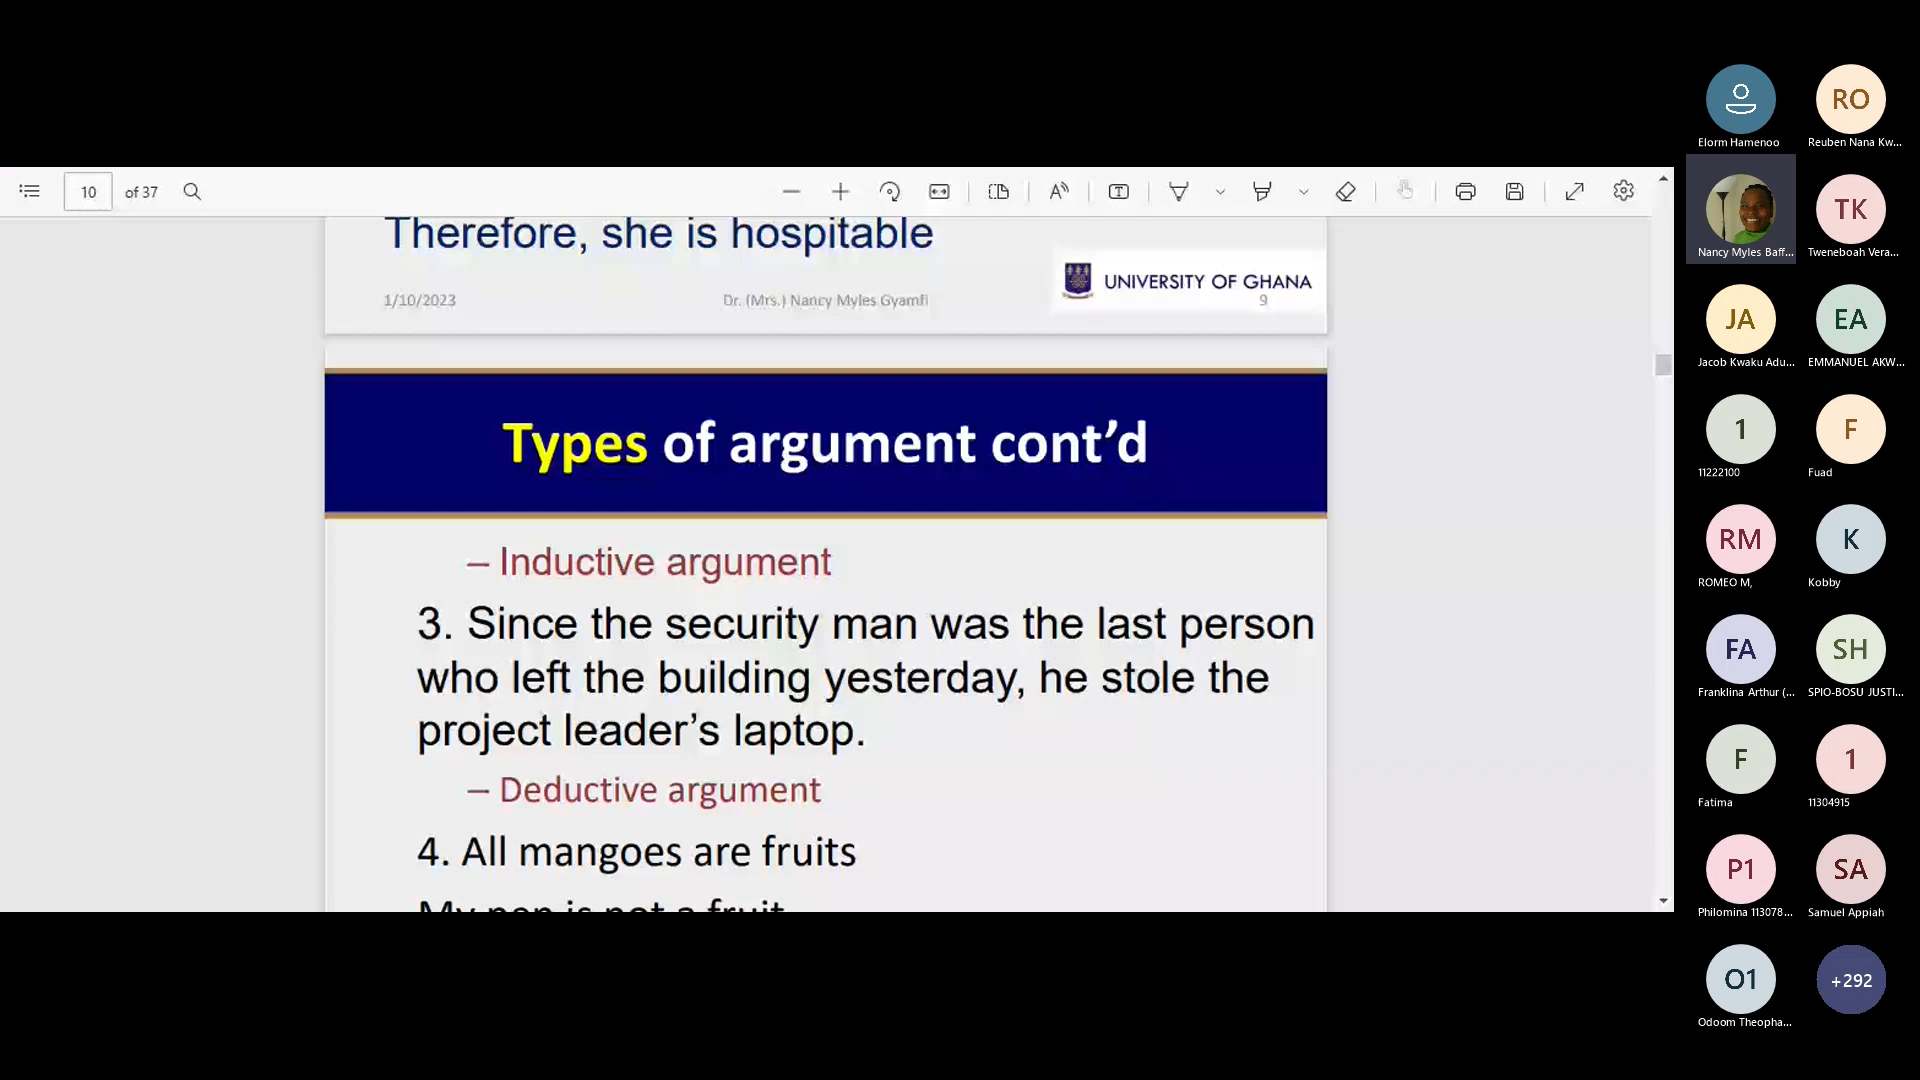 10 of 37
Therefore, she is hospitable
UNIVERSITY OF GHANA
1/10/2023 Dr. (Mrs.) Nancy Myles Gyamfi 9
Types of argument cont’d
– Inductive argument
3. Since the security man was the last person
who left the building yesterday, he stole the
project leader’s laptop.
– Deductive argument
4. All mangoes are fruits
My pen is not a fruit
RO
Elorm Hamenoo
Reuben Nana Kw...
TK
Nancy Myles Baff...
Tweneboah Vera...
JA
EA
Jacob Kwaku Adu...
EMMANUEL AKW...
1
F
11222100
Fuad
RM
K
ROMEO M,
Kobby
FA
SH
Franklina Arthur (...
SPIO-BOSU JUSTI...
F
1
Fatima
11304915
P1
SA
Philomina 113078...
Samuel Appiah
O1
+292
Odoom Theopha...